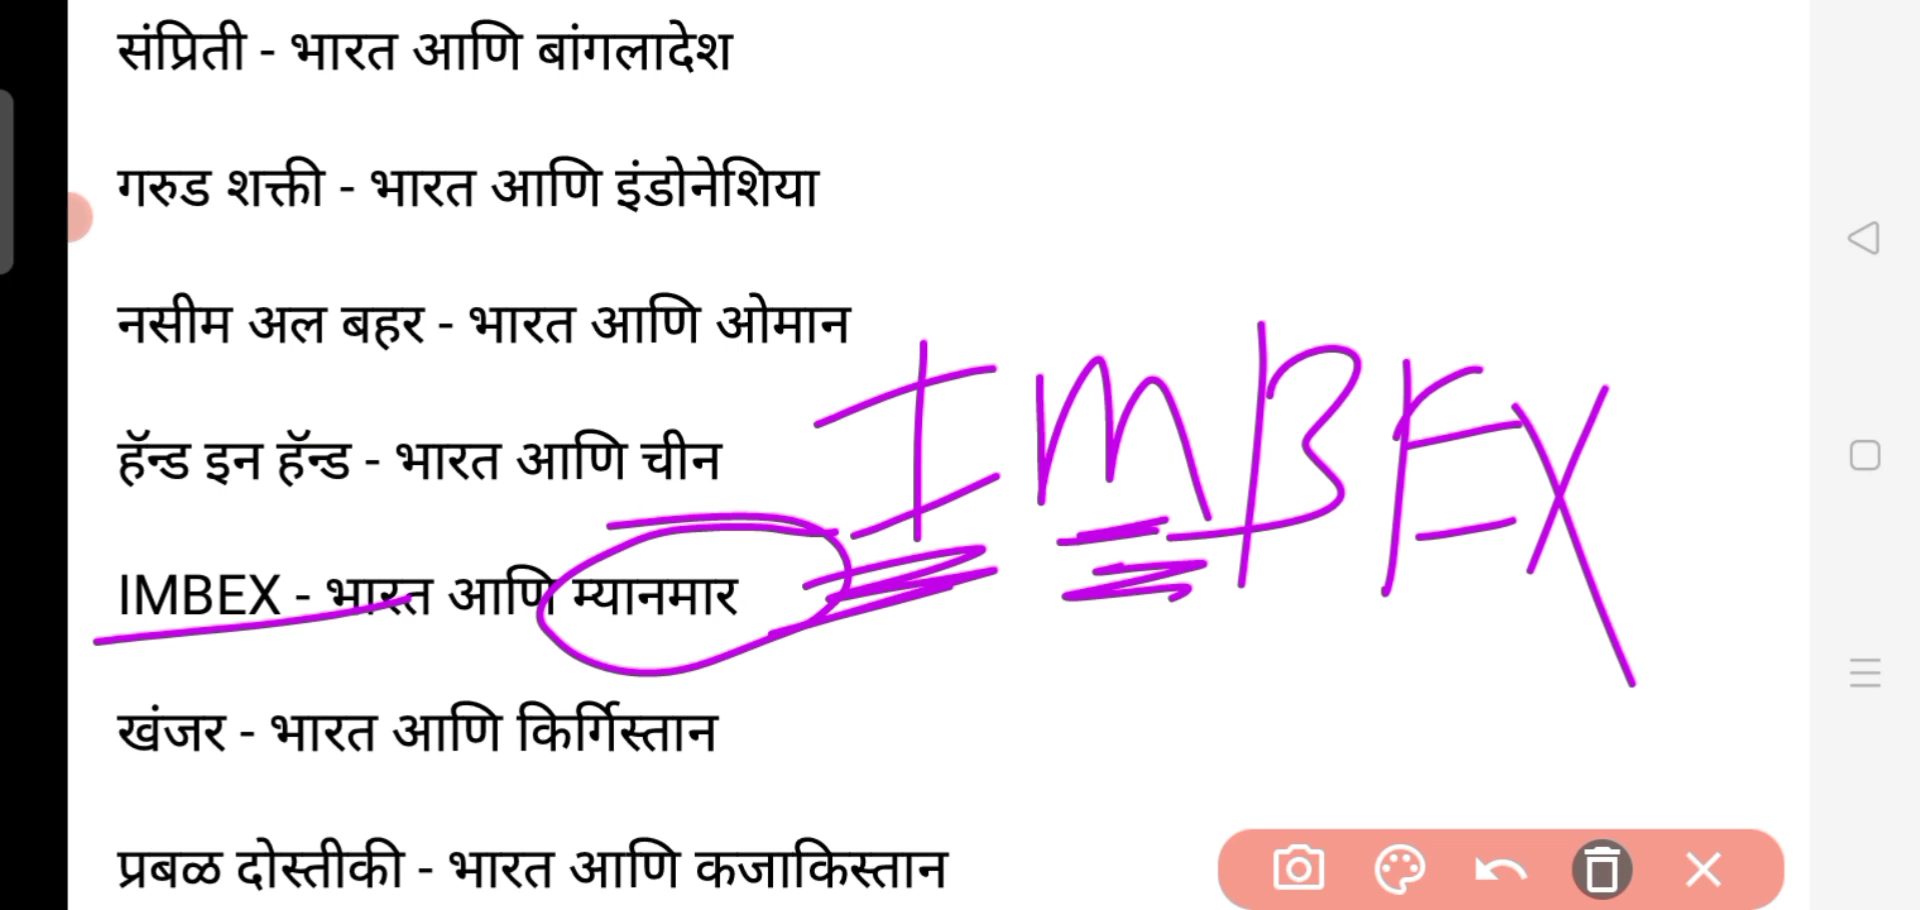 संप्रिती - भारत आणि बांगलादेश
गरुड शक्ती - भारत आणि इंडोनेशिया
नसीम अल बहर - भारत आणि ओमान
हॅन्ड इन हॅन्ड - भारत आणि चीन
IMBEX
IMBEX - भारत आणि म्यानमार
खंजर - भारत आणि किर्गिस्तान
प्रबळ दोस्तीकी - भारत आणि कजाकिस्तान